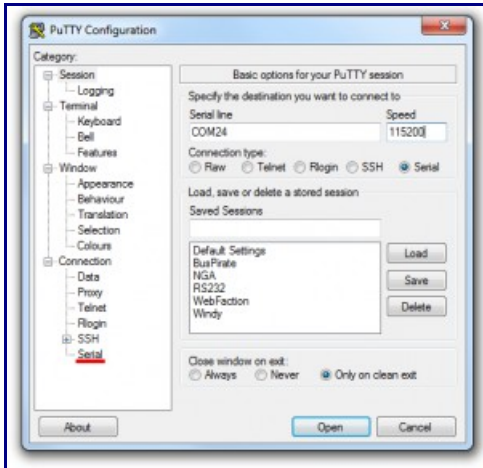 PuTTY Configuration
Category:
Session
Logging
Terminal
Keyboard
Bell
Features
Window
Appearance
Behaviour
Translation
Selection
Colours
Connection
Data
Proxy
Telnet
Rlogin
SSH
Serial
Basic options for your PuTTY session
Specify the destination you want to connect to
Serial line Speed
COM24 115200
Connection type:
Raw Telnet Rlogin SSH Serial
Load, save or delete a stored session
Saved Sessions
Default Settings
BusPirate
NGA
RS232
WebFaction
Windy
Load
Save
Delete
Close window on exit:
Always Never Only on clean exit
About Open Cancel